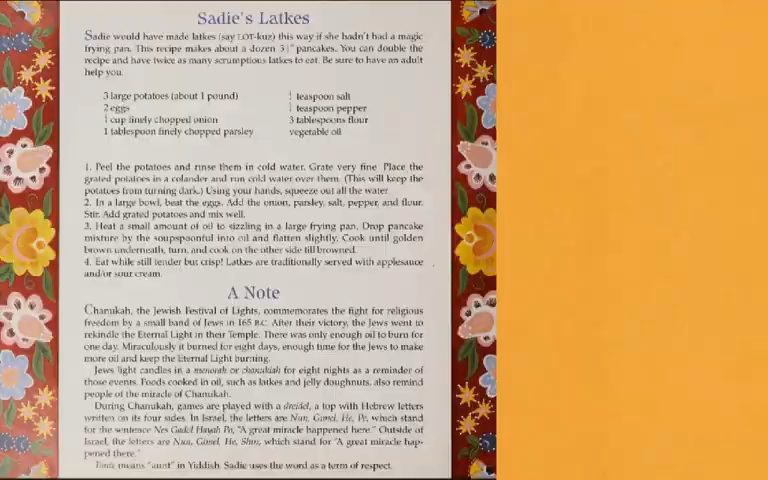 Sadie's Latkes
Sadie would have made latkes (say LOT-kuz) this way if she hadn't had a magic
frying pan. This recipe makes about a dozen 3½" pancakes. You can double the
recipe and have twice as many scrumptious latkes to eat. Be sure to have an adult
help you.
3 large potatoes (about 1 pound)
2 eggs
cup finely chopped onion
1 tablespoon finely chopped parsley
teaspoon salt
teaspoon pepper
3 tablespoons flour
vegetable oil
1. Peel the potatoes and rinse them in cold water. Grate very fine. Place the
grated potatoes in a colander and run cold water over them. (This will keep the
potatoes from turning dark.) Using your hands, squeeze out all the water.
2. In a large bowl, beat the eggs. Add the onion, parsley, salt, pepper, and flour.
Stir. Add grated potatoes and mix well.
3. Heat a small amount of oil to sizzling in a large frying pan. Drop pancake
mixture by the soupspoonful into oil and flatten slightly. Cook until golden
brown underneath, turn, and cook on the other side till browned.
4. Eat while still tender but crisp! Latkes are traditionally served with applesauce
and/or sour cream.
A Note
Chanukah, the Jewish Festival of Lights, commemorates the fight for religious
freedom by a small band of Jews in 165 B.C. After their victory, the Jews went to
rekindle the Eternal Light in their Temple. There was only enough oil to burn for
one day. Miraculously it burned for eight days, enough time for the Jews to make
more oil and keep the Eternal Light burning.
Jews light candles in a menorah or chanukiah for eight nights as a reminder of
those events. Foods cooked in oil, such as latkes and jelly doughnuts, also remind
people of the miracle of Chanukah.
During Chanukah, games are played with a dreidel, a top with Hebrew letters
written on its four sides. In Israel, the letters are Nun, Gimel, He, Pe, which stand
for the sentence Nes Gadol Hayah Po, "A great miracle happened here." Outside of
Israel, the letters are Nun, Gimel, He, Shin, which stand for "A great miracle hap-
pened there."
means "aunt" in Yiddish. Sadie uses the word as a term of respect.